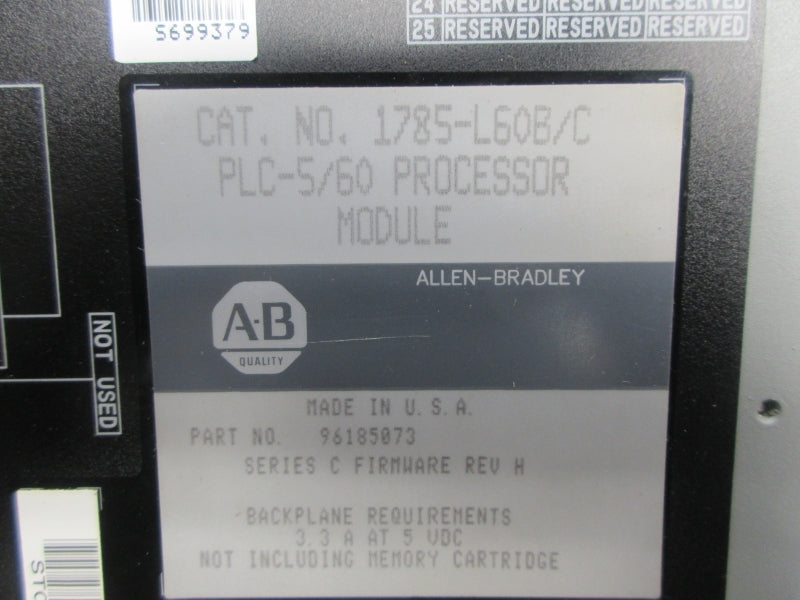 24 RESERVED RESERVED RESERVED
25 RESERVED RESERVED RESERVED
S699379
CAT. NO. 1785-L60B/C
PLC-5/60 PROCESSOR
MODULE
ALLEN-BRADLEY
A-B
QUALITY
NOT USED
MADE IN U.S.A.
PART NO. 96185073
SERIES C FIRMWARE REV H
BACKPLANE REQUIREMENTS
3.3 A AT 5 VDC
NOT INCLUDING MEMORY CARTRIDGE